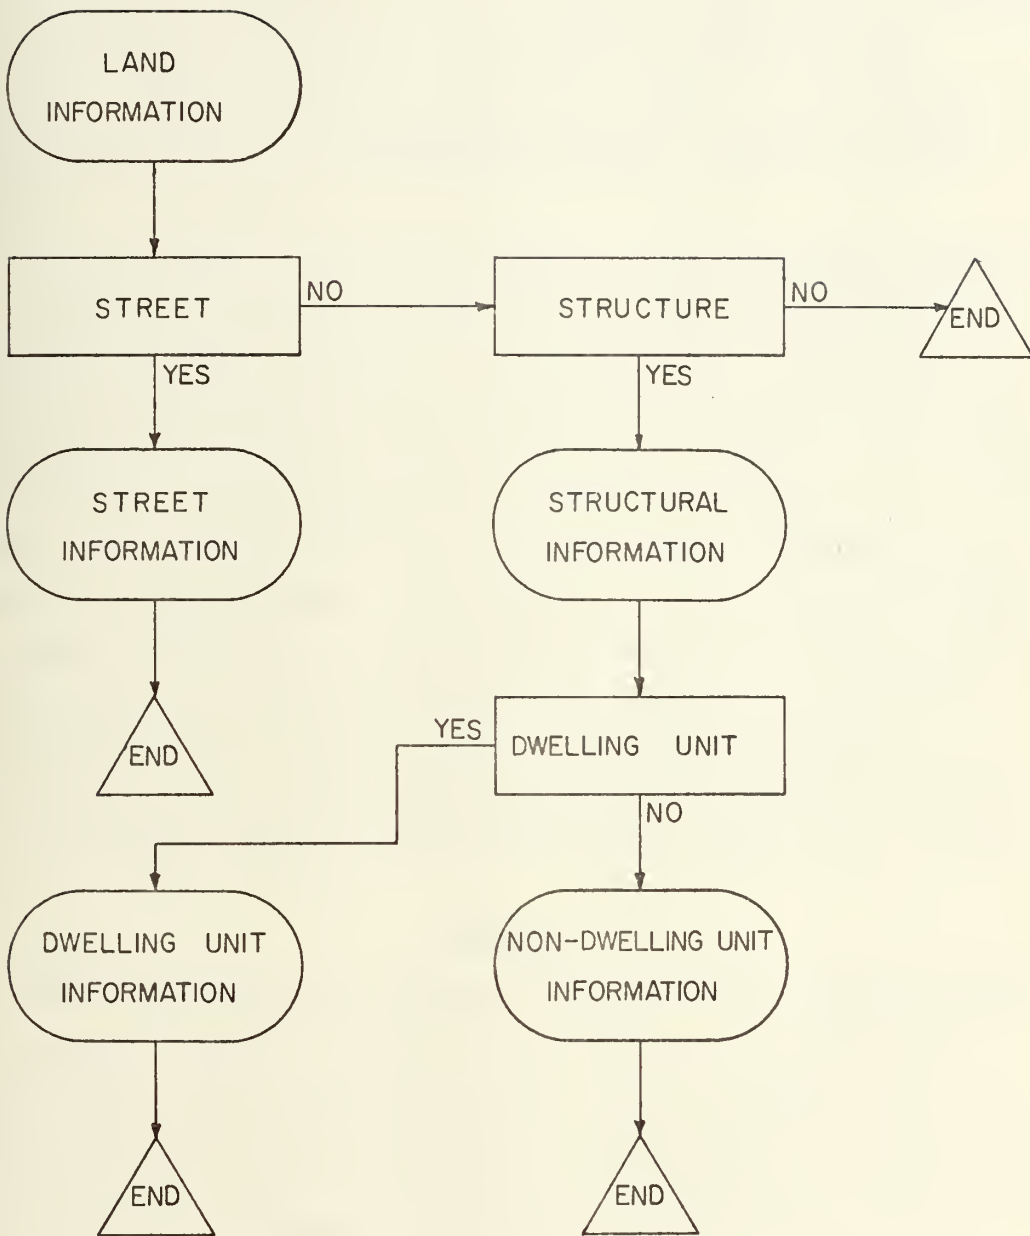 LAND
INFORMATION
STREET
NO
STRUCTURE
NO
END
YES
YES
STREET
INFORMATION
STRUCTURAL
INFORMATION
END
YES
DWELLING UNIT
NO
DWELLING UNIT
INFORMATION
NON-DWELLING UNIT
INFORMATION
END
END